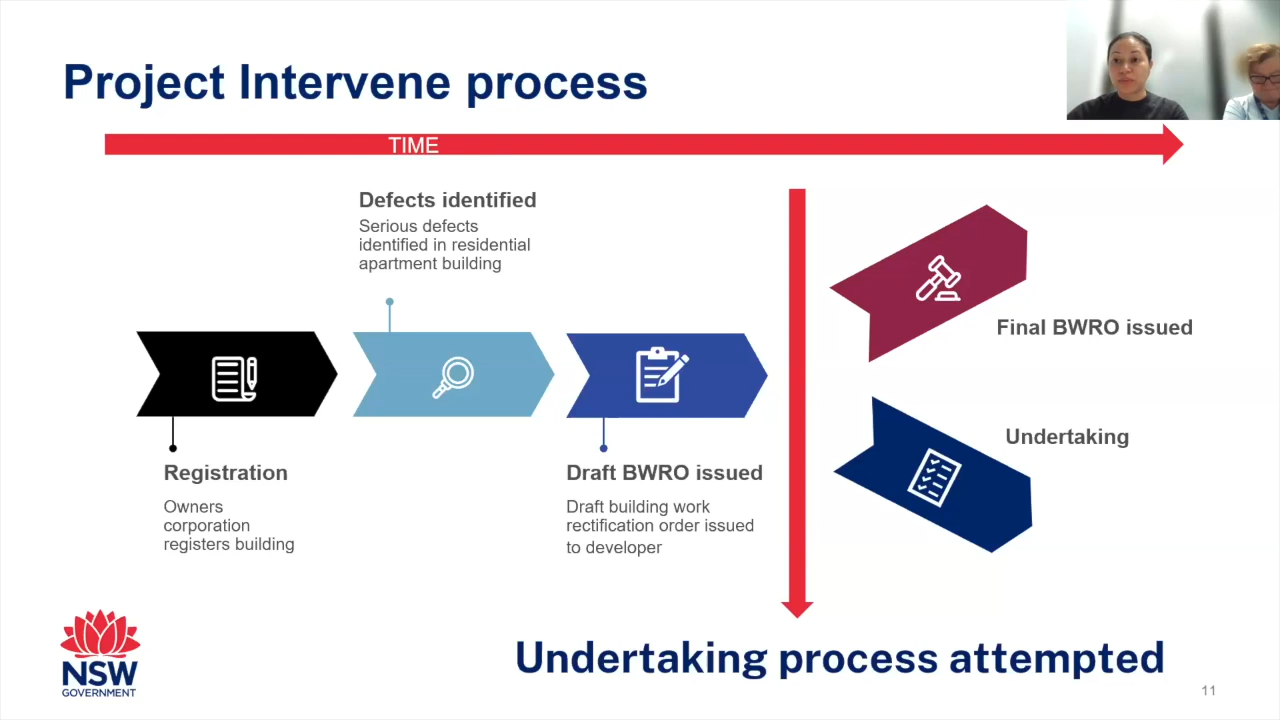 Project Intervene process
TIME
Defects identified
Serious defects
identified in residential
apartment building
Registration
Owners
corporation
registers building
Draft BWRO issued
Draft building work
rectification order issued
to developer
Final BWRO issued
Undertaking
Undertaking process attempted
NSW
GOVERNMENT
11